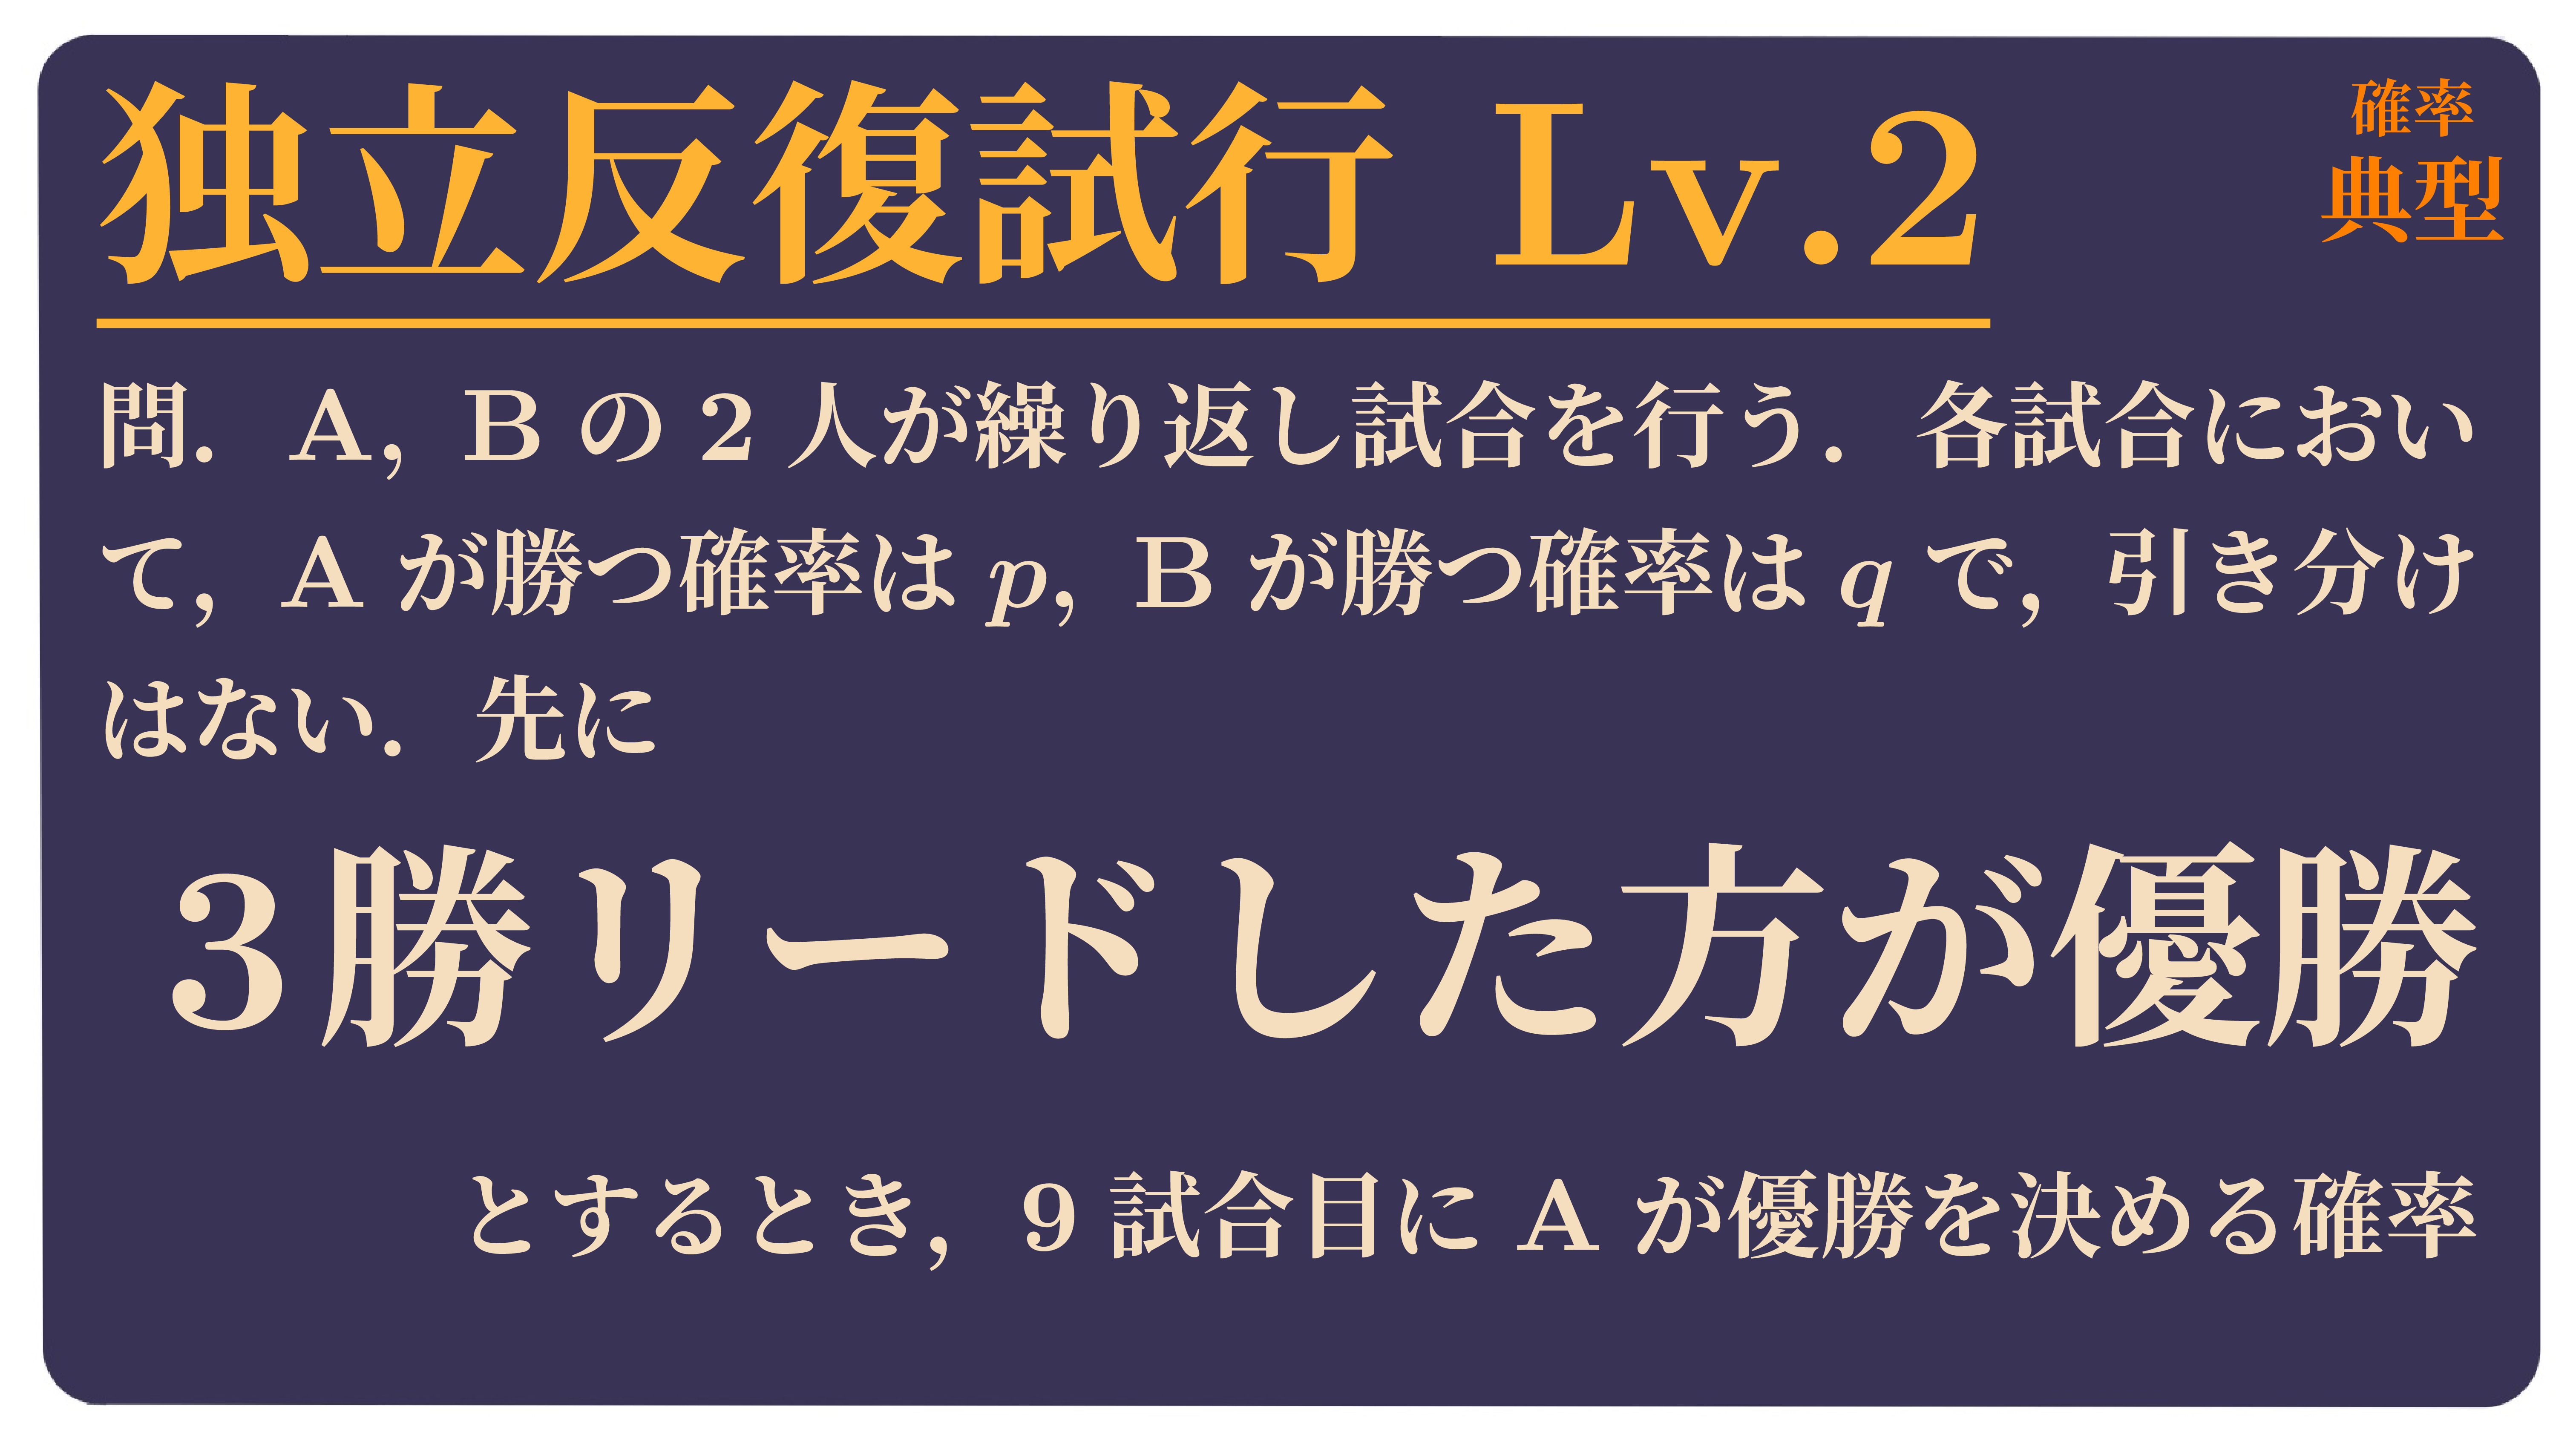 独立反復試行 Lv.2
確率
典型
問．A，B の 2 人が繰り返し試合を行う．各試合におい
て，A が勝つ確率は p，B が勝つ確率は q で，引き分け
はない．先に
3勝リードした方が優勝
とするとき，9 試合目に A が優勝を決める確率